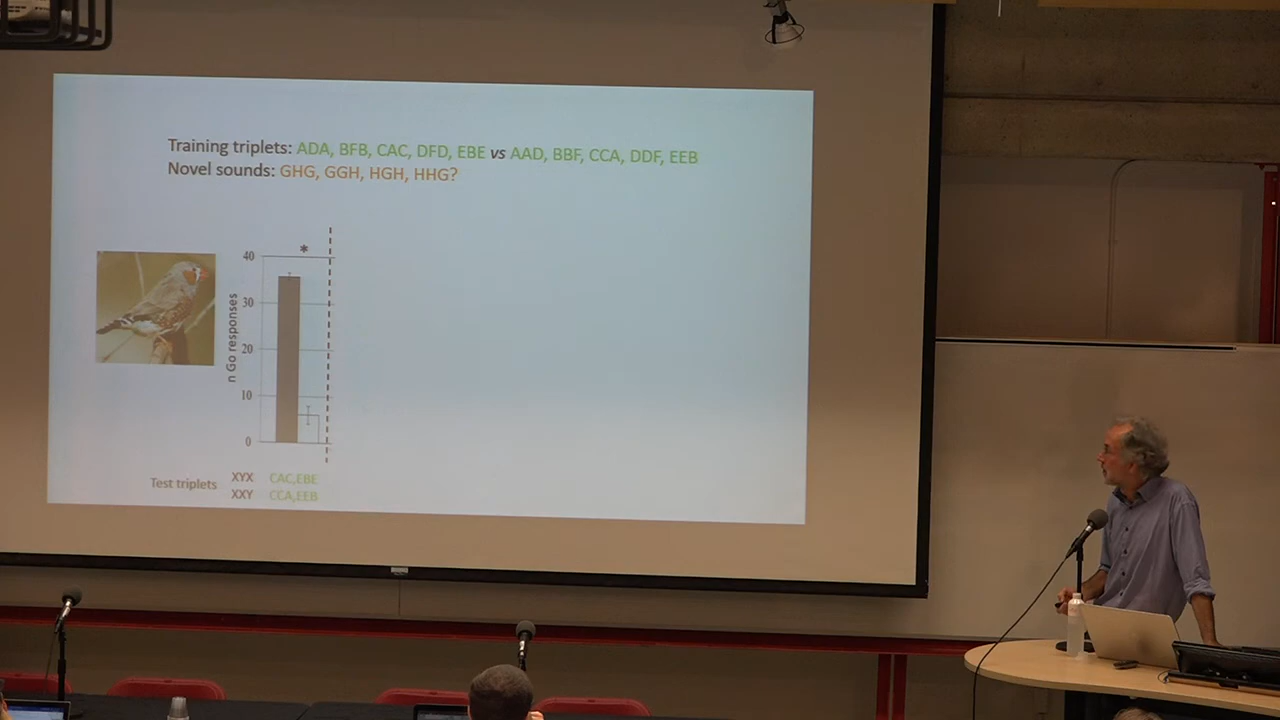 Training triplets: ADA, BFB, CAC, DFD, EBE vs AAD, BBF, CCA, DDF, EEB
Novel sounds: GHG, GGH, HGH, HHG?
*
40
30
20
10
0
n Go responses
Test triplets
XYX CAC,EBE
XXY CCA,EEB